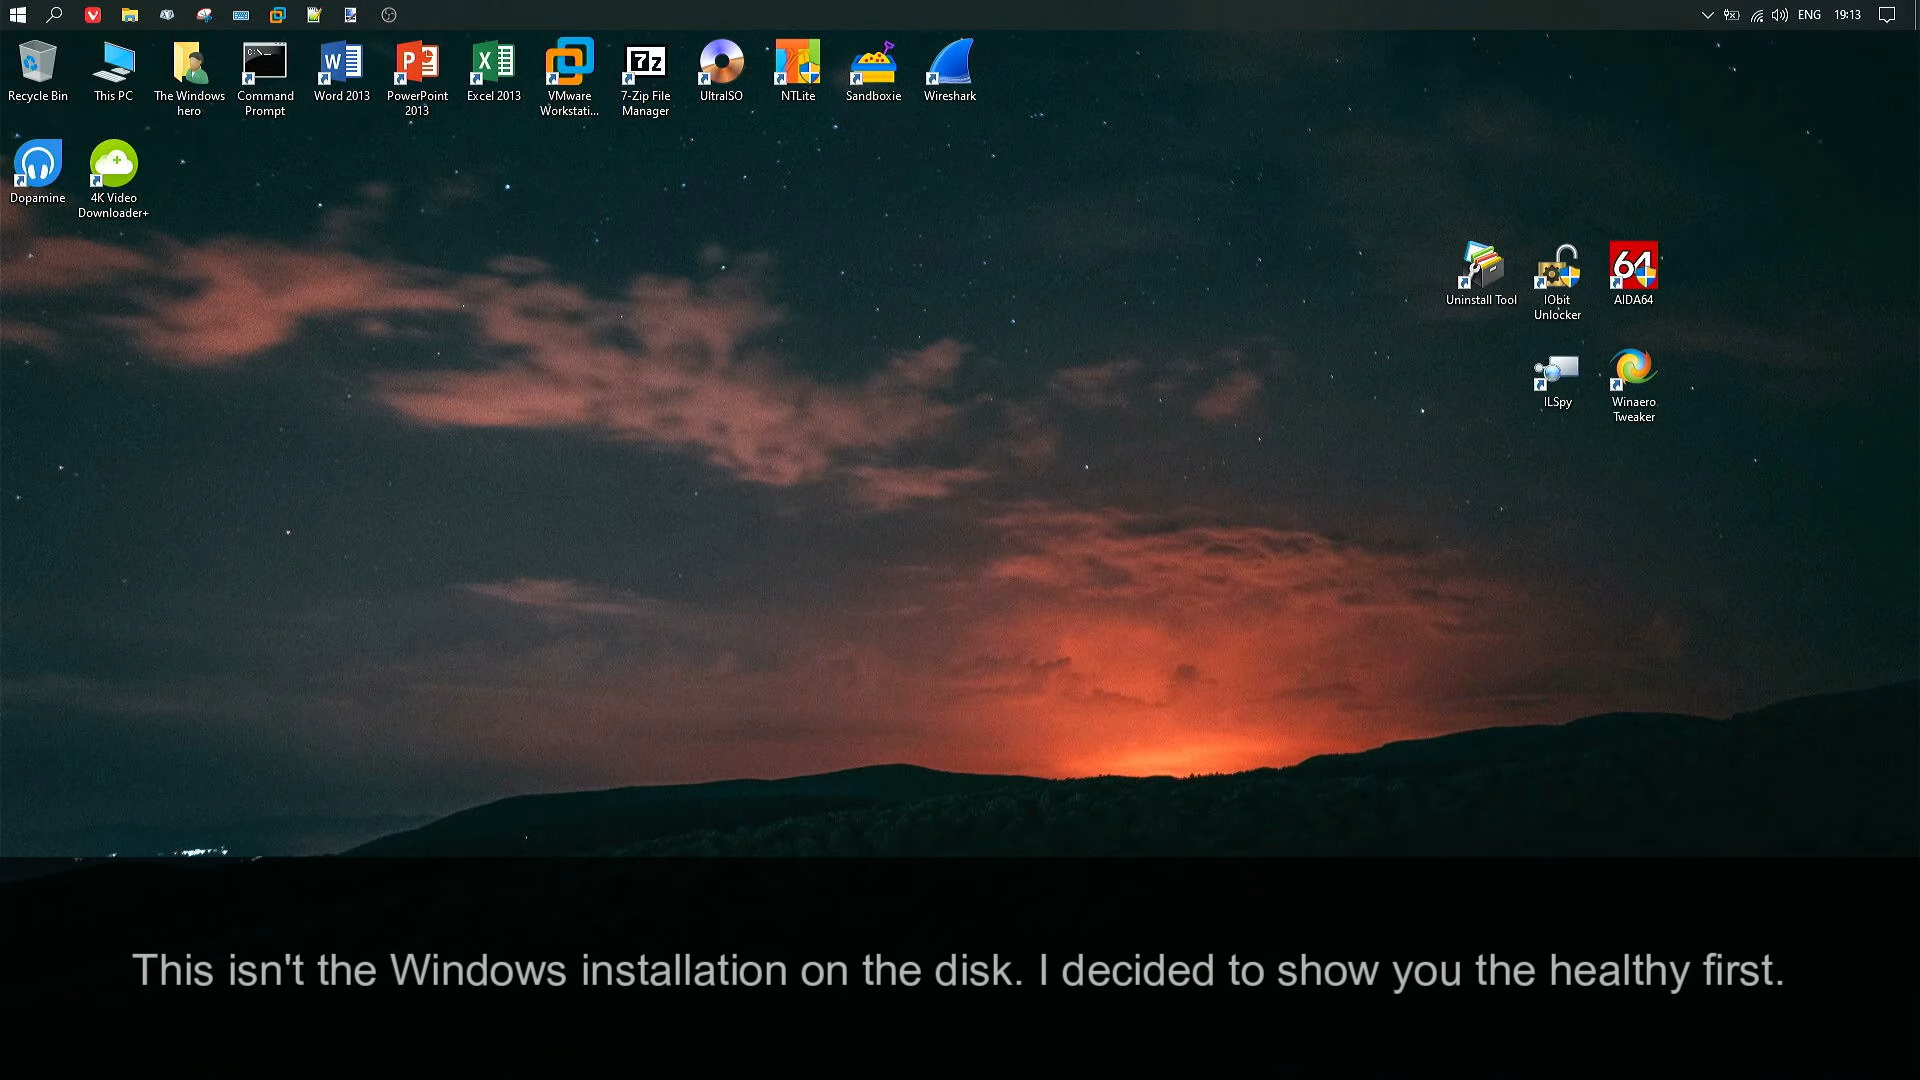 ENG 19:13
Recycle Bin
This PC
The Windows
hero
C:\_
Command
Prompt
Word 2013
PowerPoint
2013
Excel 2013
VMware
Workstati...
7z
7-Zip File
Manager
UltraISO
NTLite
Sandboxie
Wireshark
Dopamine
4K Video
Downloader+
Uninstall Tool
IObit
Unlocker
64
AIDA64
ILSpy
Winaero
Tweaker
This isn't the Windows installation on the disk. I decided to show you the healthy first.